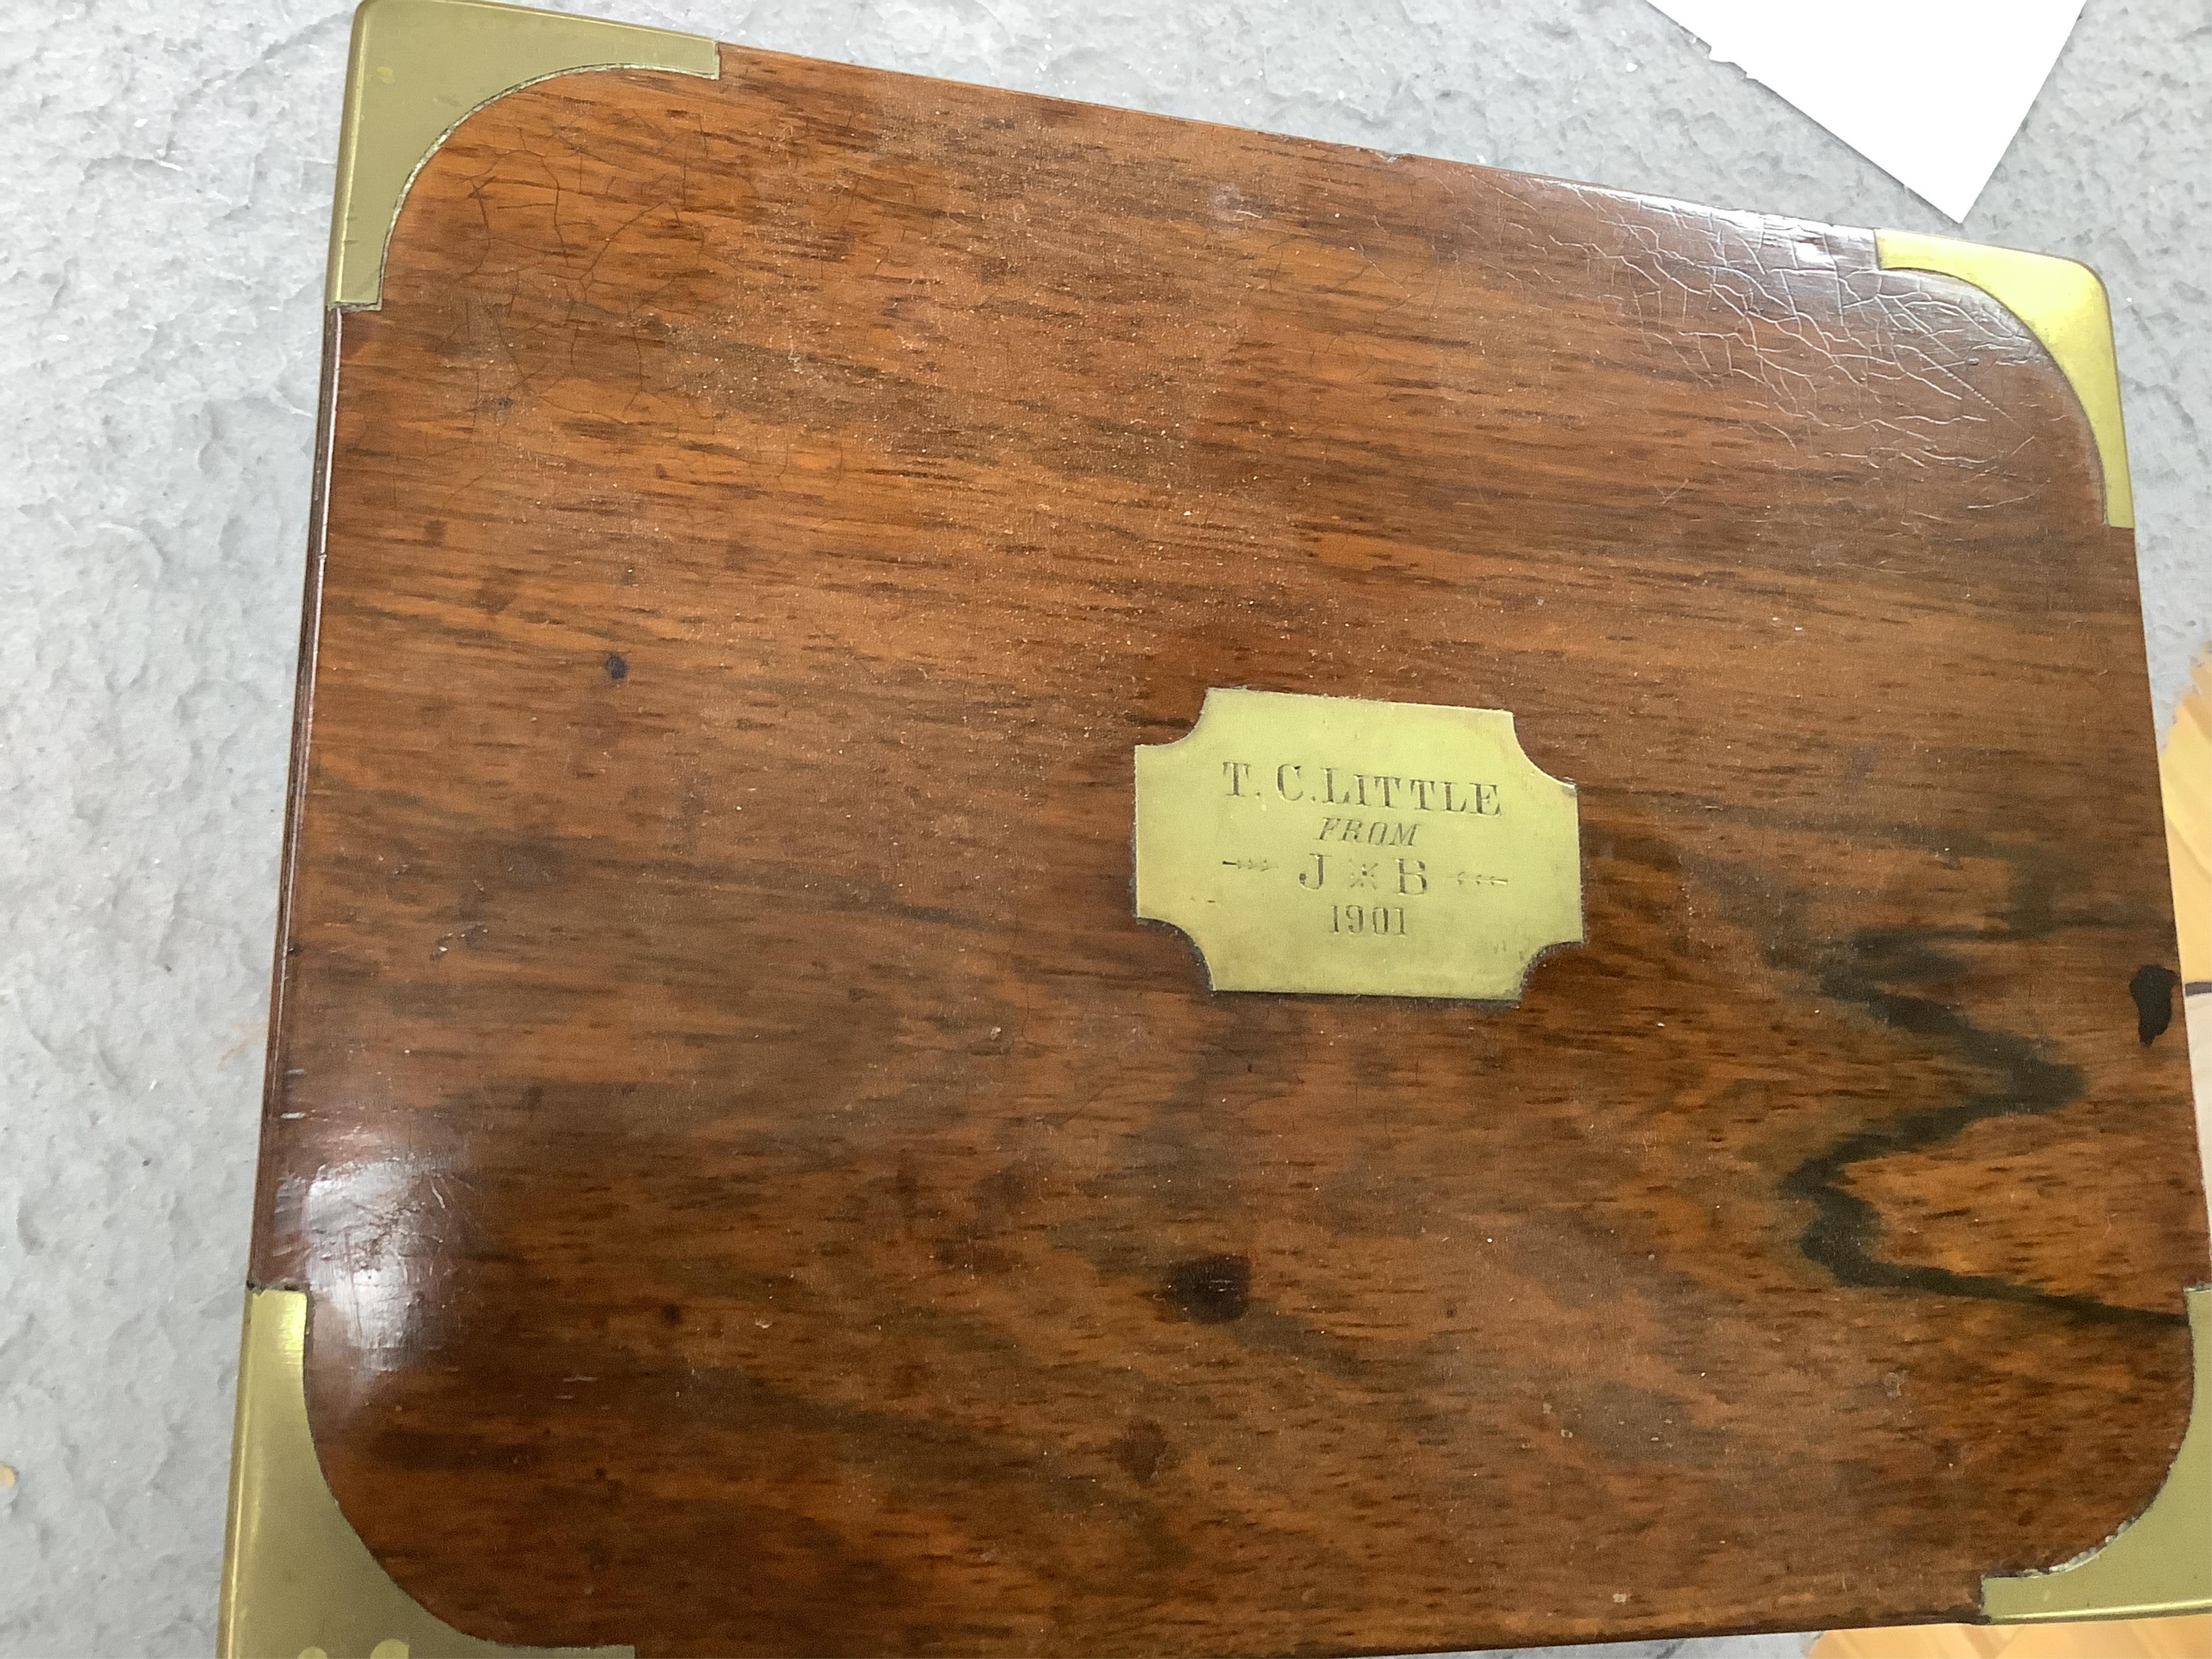 T. C. LITTLE
FROM
J B
1901